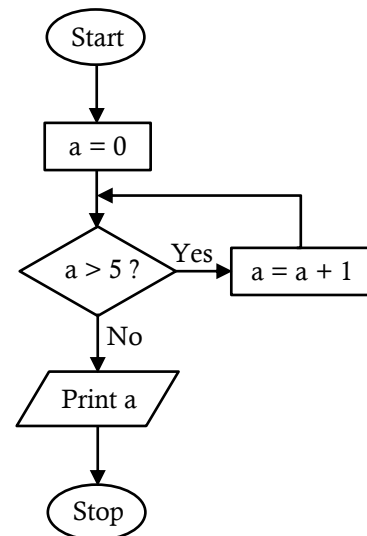 Start
a = 0
a > 5 ?
Yes
a = a + 1
No
Print a
Stop